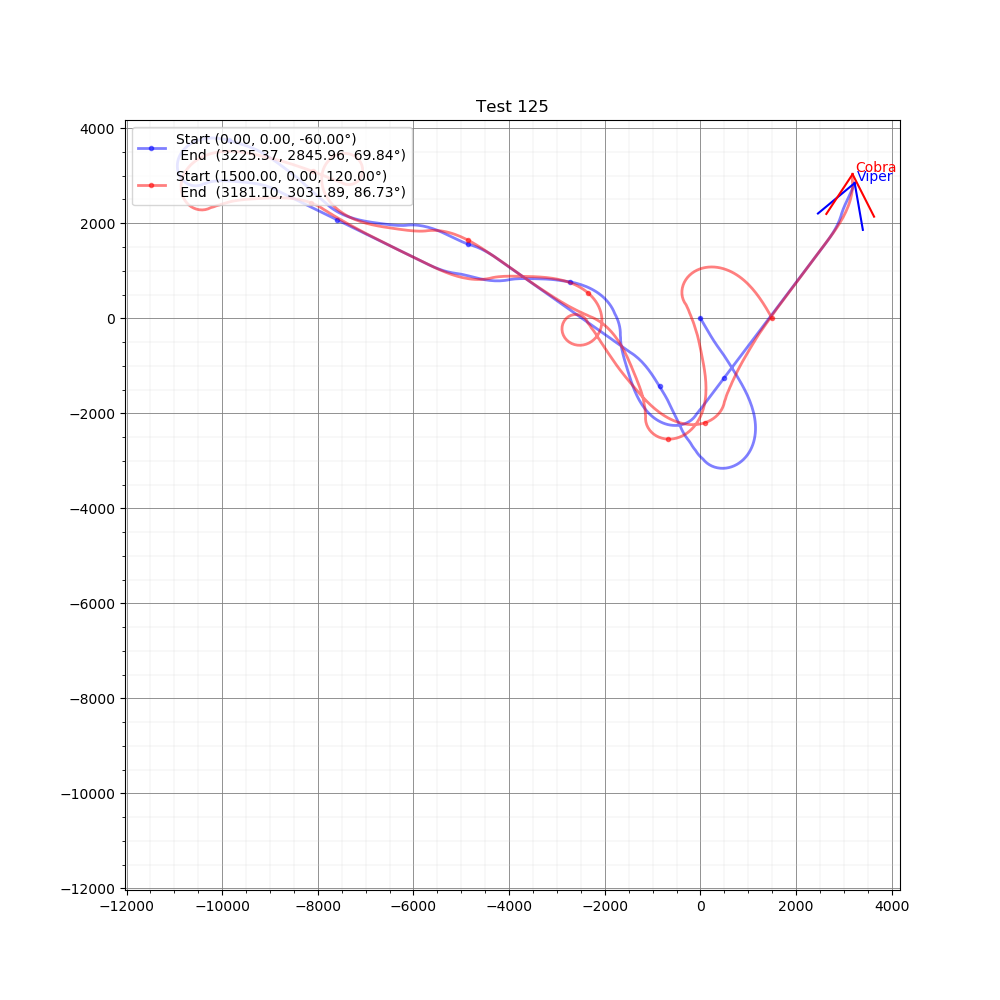 Test 125
Start (0.00, 0.00, -60.00°)
End (3225.37, 2845.96, 69.84°)
Start (1500.00, 0.00, 120.00°)
End (3181.10, 3031.89, 86.73°)
Cobra
Viper
4000
2000
0
−2000
−4000
−6000
−8000
−10000
−12000
−12000 −10000 −8000 −6000 −4000 −2000 0 2000 4000